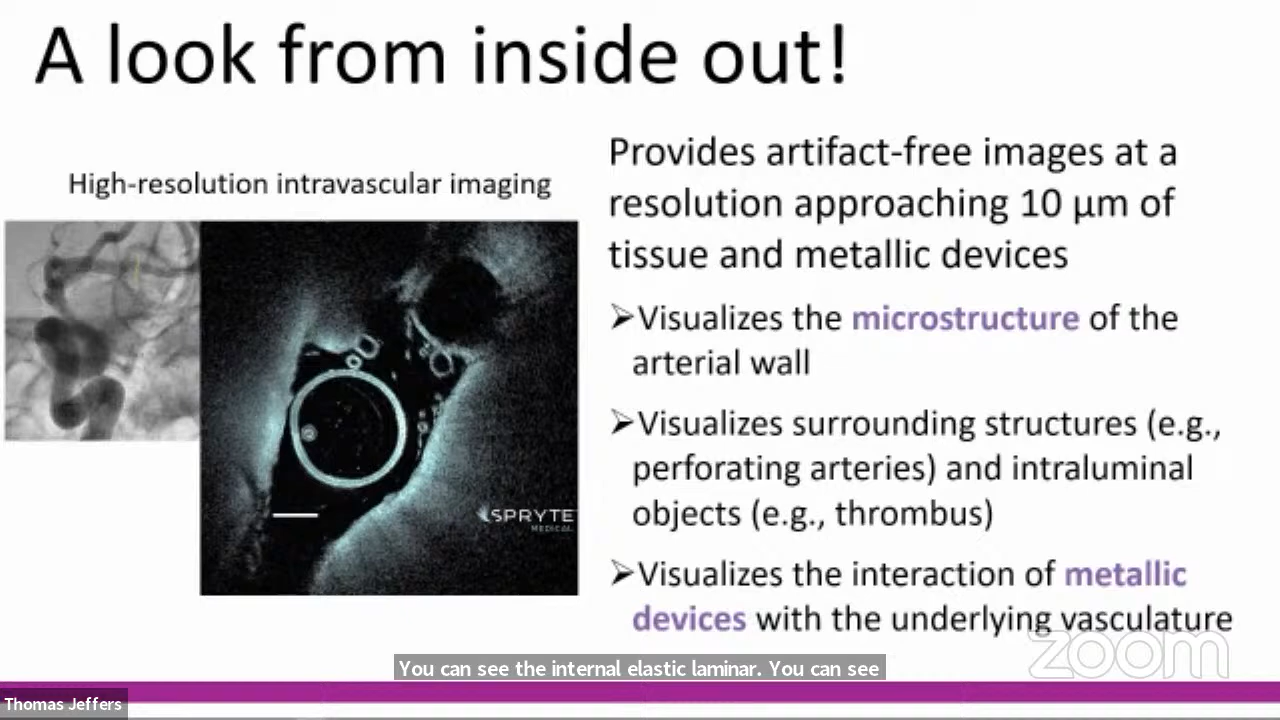 A look from inside out!
High-resolution intravascular imaging
SPRYTE
MEDICAL
Provides artifact-free images at a
resolution approaching 10 µm of
tissue and metallic devices
➢Visualizes the microstructure of the
arterial wall
➢Visualizes surrounding structures (e.g.,
perforating arteries) and intraluminal
objects (e.g., thrombus)
➢Visualizes the interaction of metallic
devices with the underlying vasculature
zoom
You can see the internal elastic laminar. You can see
Thomas Jeffers